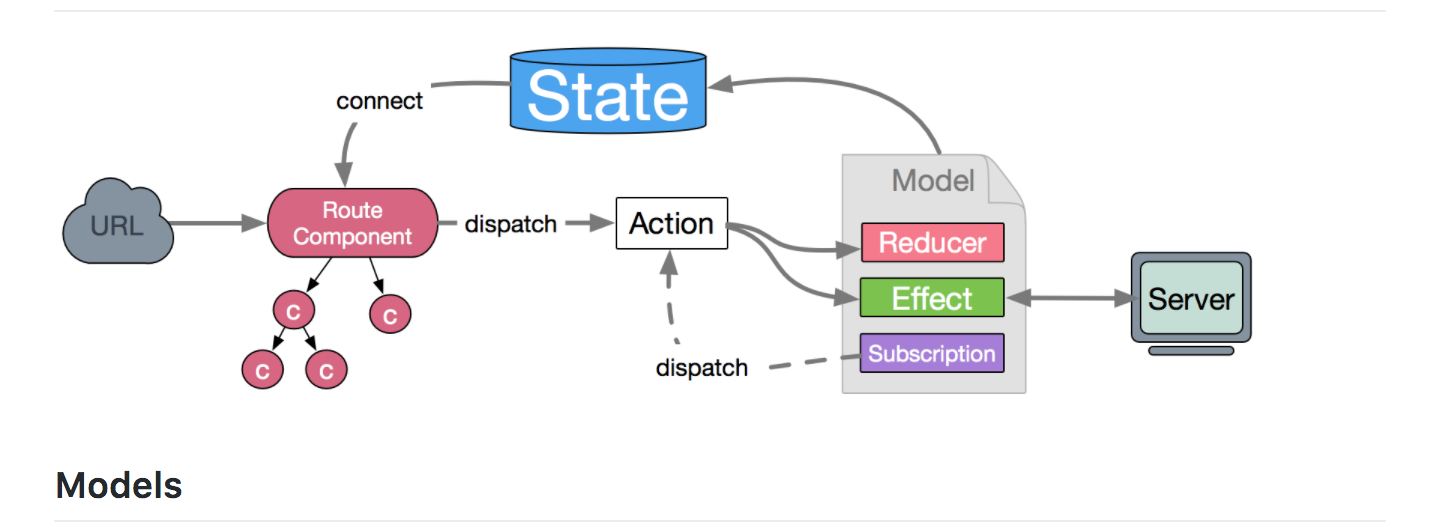 State
connect
Model
URL
Route
Component
dispatch
Action
Reducer
Effect
Server
Subscription
dispatch
C
C
C
C
Models